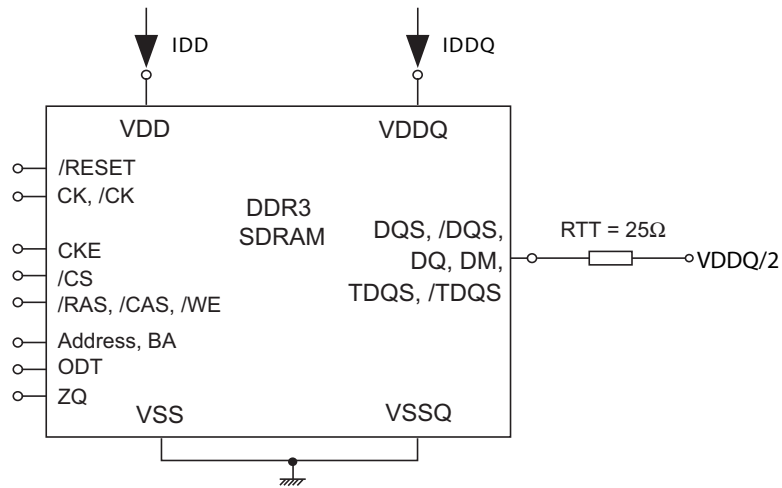 IDD
IDDQ
VDD
VDDQ
/RESET
CK, /CK
DDR3
SDRAM
DQS, /DQS,
RTT = 25Ω
CKE
DQ, DM,
VDDQ/2
/CS
TDQS, /TDQS
/RAS, /CAS, /WE
Address, BA
ODT
ZQ
VSS
VSSQ